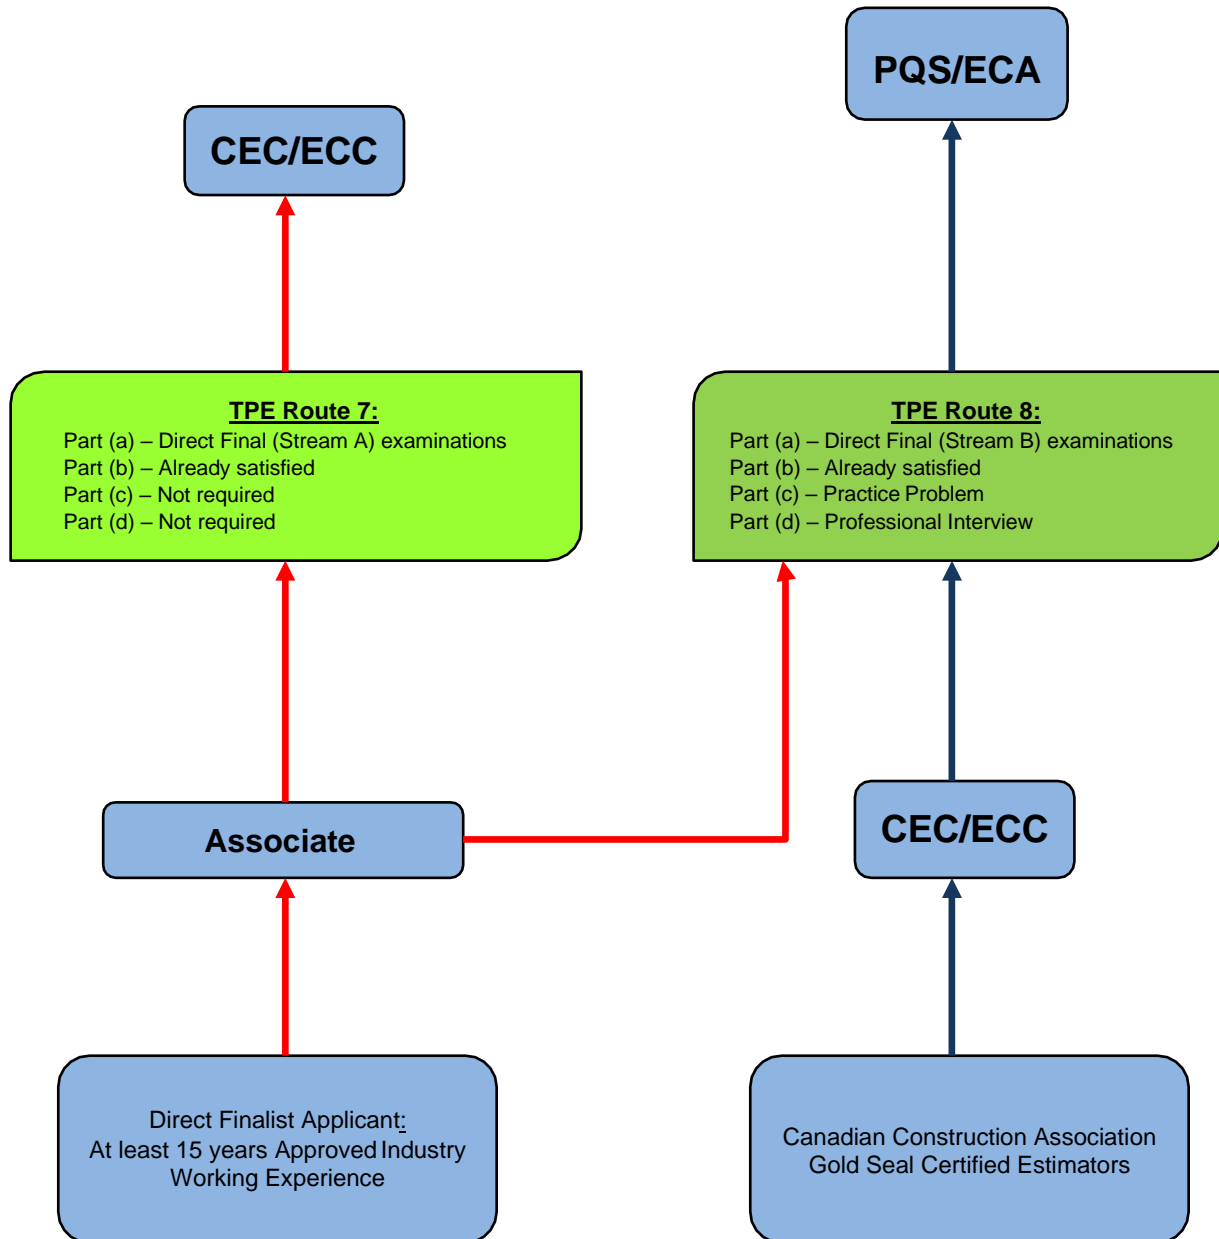 PQS/ECA
CEC/ECC
TPE Route 7:
Part (a) – Direct Final (Stream A) examinations
Part (b) – Already satisfied
Part (c) – Not required
Part (d) – Not required
TPE Route 8:
Part (a) – Direct Final (Stream B) examinations
Part (b) – Already satisfied
Part (c) – Practice Problem
Part (d) – Professional Interview
Associate
CEC/ECC
Direct Finalist Applicant:
At least 15 years Approved Industry
Working Experience
Canadian Construction Association
Gold Seal Certified Estimators